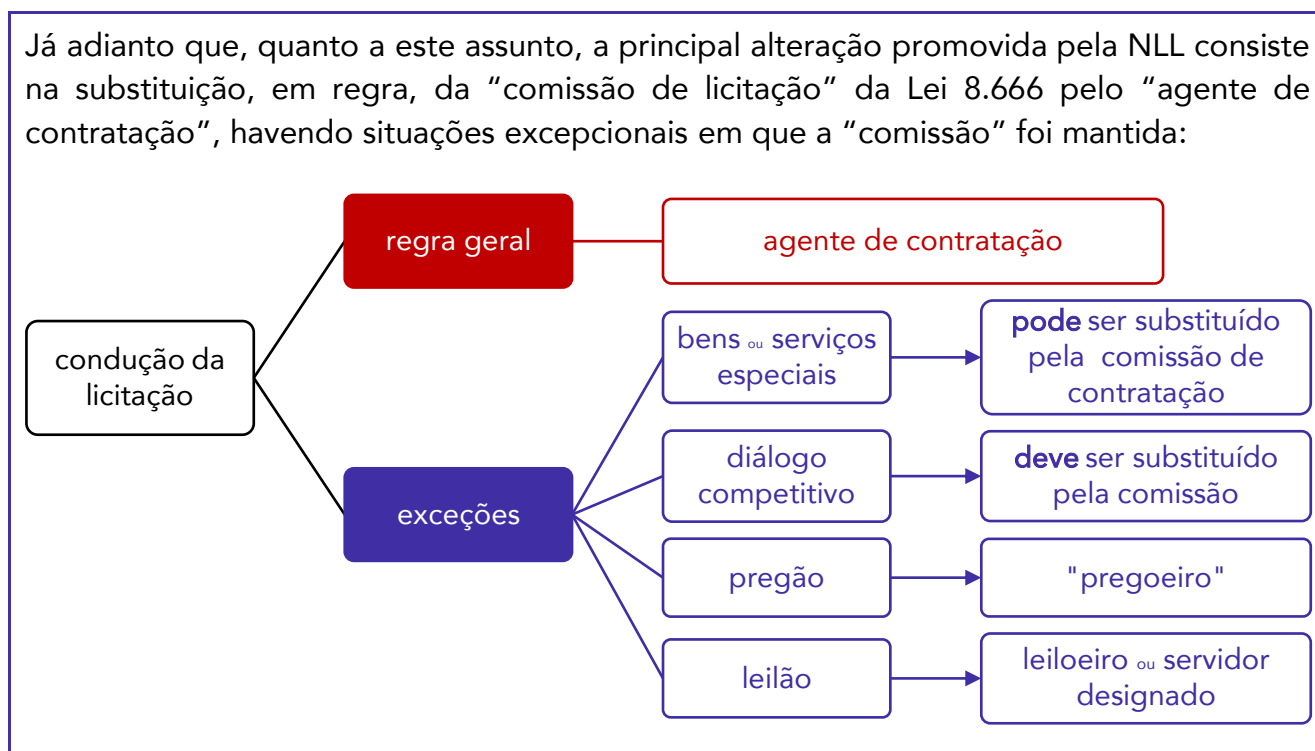 Já adianto que, quanto a este assunto, a principal alteração promovida pela NLL consiste
na substituição, em regra, da “comissão de licitação” da Lei 8.666 pelo “agente de
contratação”, havendo situações excepcionais em que a “comissão” foi mantida:
condução da
licitação
regra geral
agente de contratação
exceções
bens ou serviços
especiais
pode ser substituído
pela comissão de
contratação
diálogo
competitivo
deve ser substituído
pela comissão
pregão
"pregoeiro"
leilão
leiloeiro ou servidor
designado